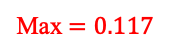 Max = 0.117